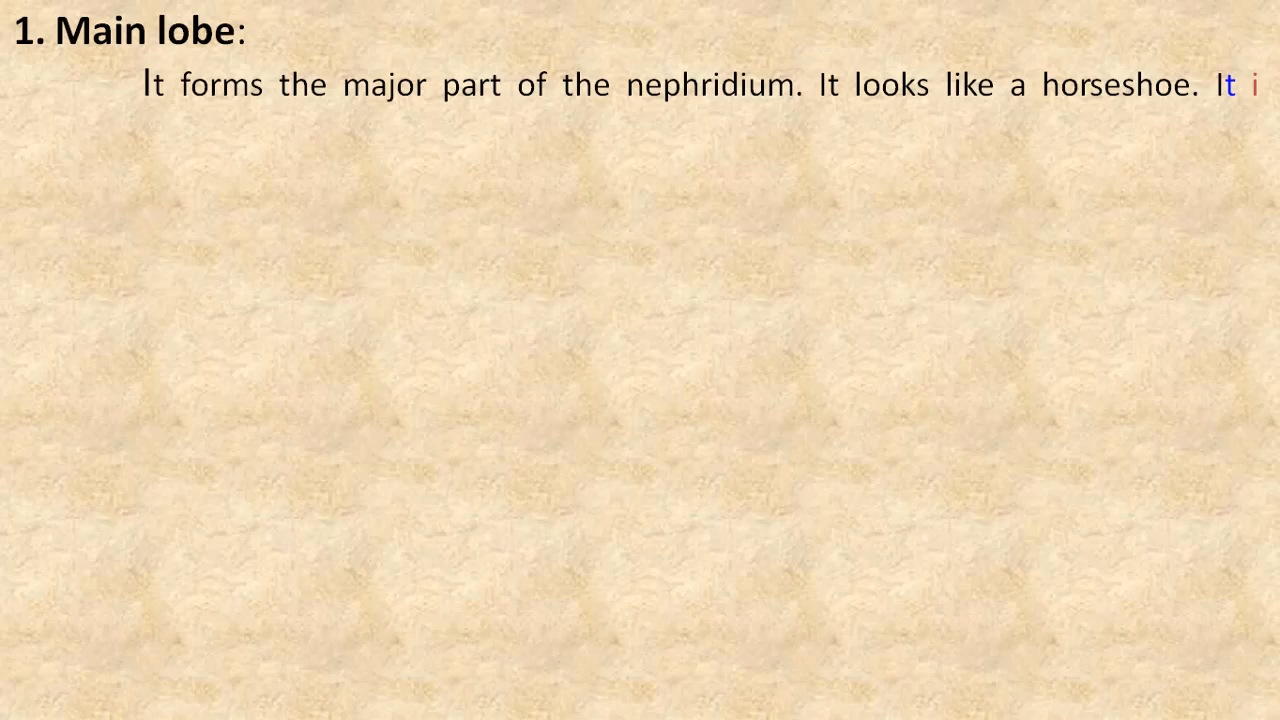 1. Main lobe:
It forms the major part of the nephridium. It looks like a horseshoe. It i